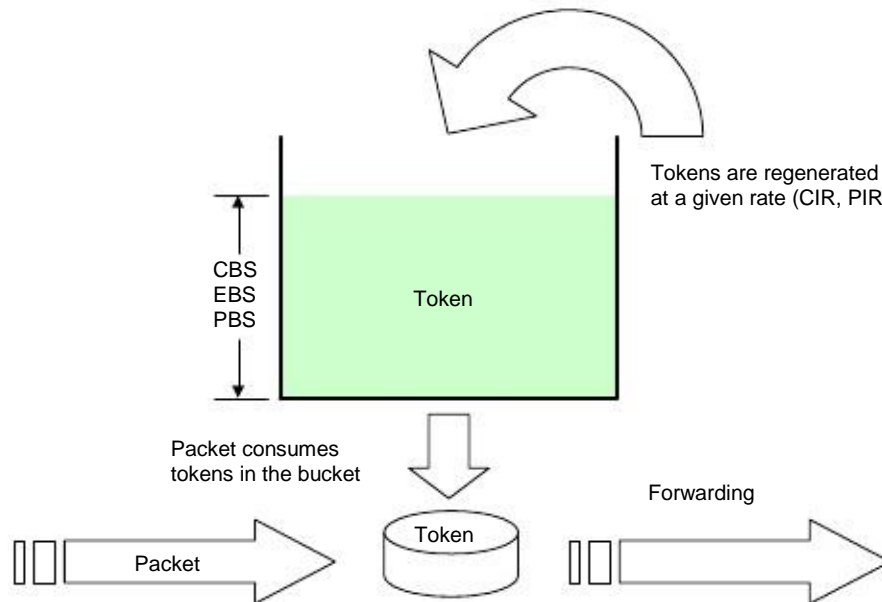 Tokens are regenerated
at a given rate (CIR, PIR
CBS
EBS
PBS
Token
Packet consumes
tokens in the bucket
Forwarding
Packet
Token